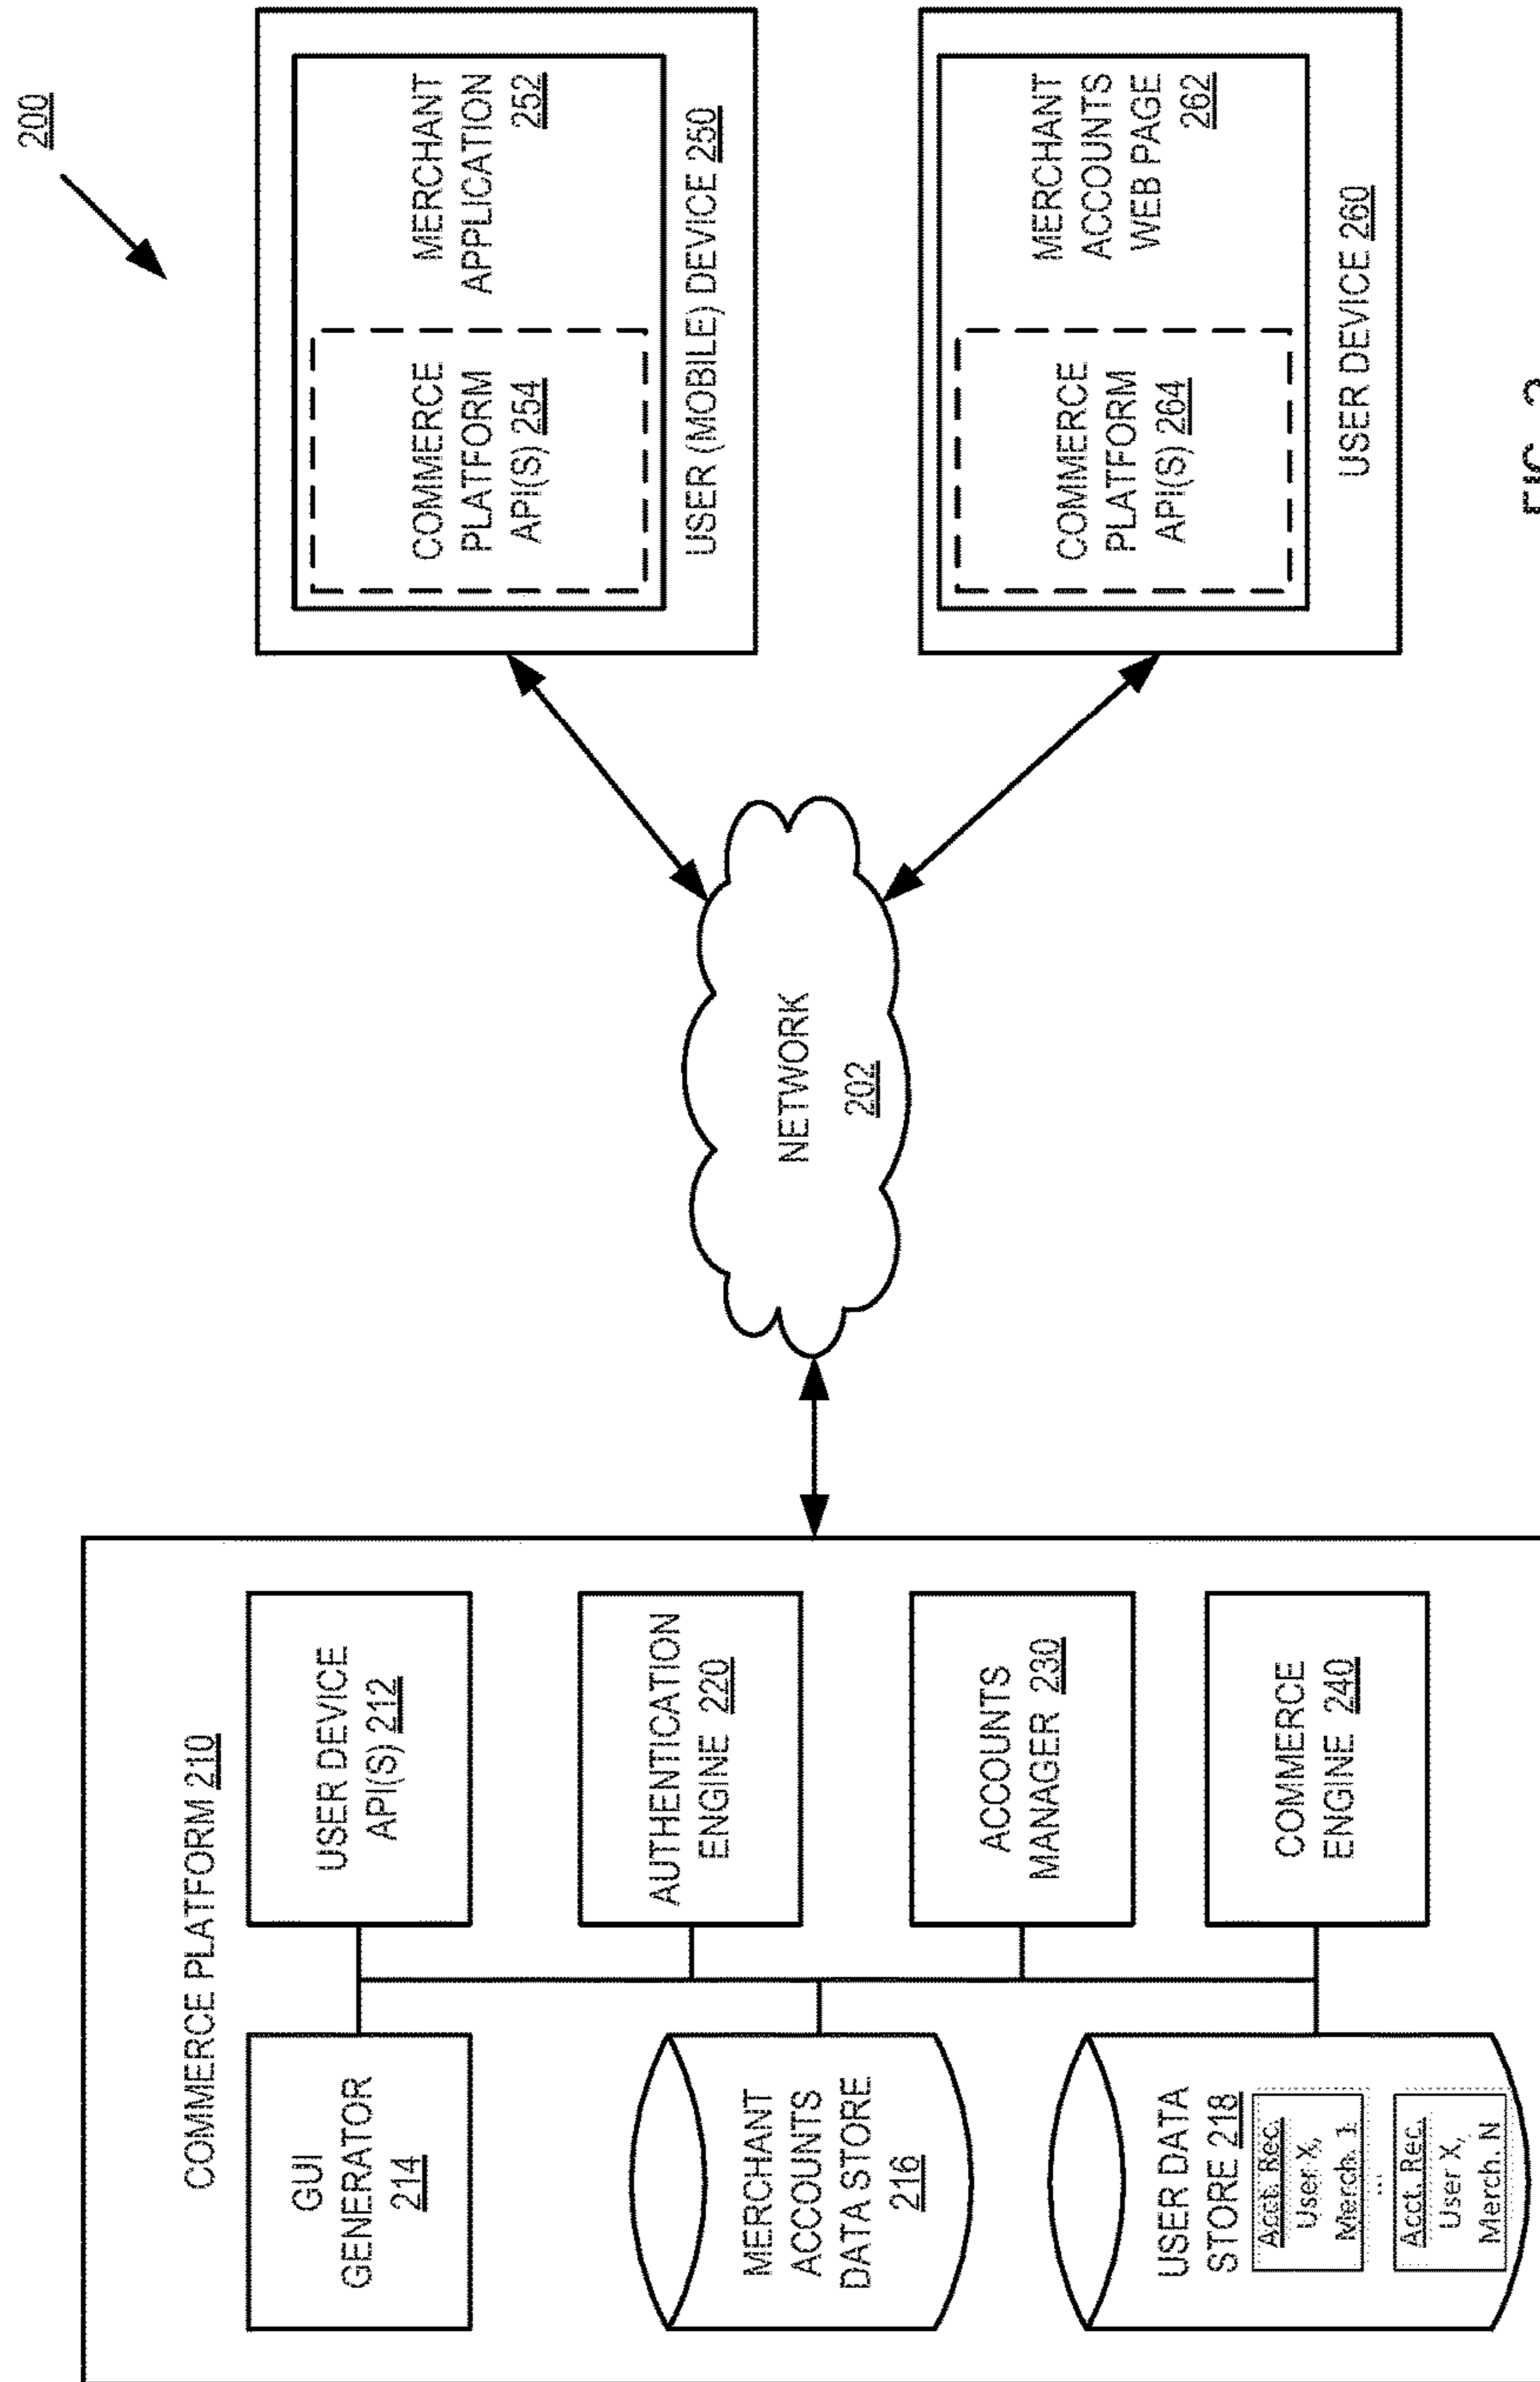 200
COMMERCE PLATFORM 210
GUI
GENERATOR
214
USER DEVICE
API(S) 212
MERCHANT
ACCOUNTS
DATA STORE
216
AUTHENTICATION
ENGINE 220
ACCOUNTS
MANAGER 230
USER DATA
STORE 218
Acct. Rec.
User X,
Merch. 1
...
Acct. Rec.
User X,
Merch. N
COMMERCE
ENGINE 240
NETWORK
202
COMMERCE
PLATFORM
API(S) 254
MERCHANT
APPLICATION
252
USER (MOBILE) DEVICE 250
COMMERCE
PLATFORM
API(S) 264
MERCHANT
ACCOUNTS
WEB PAGE
262
USER DEVICE 260